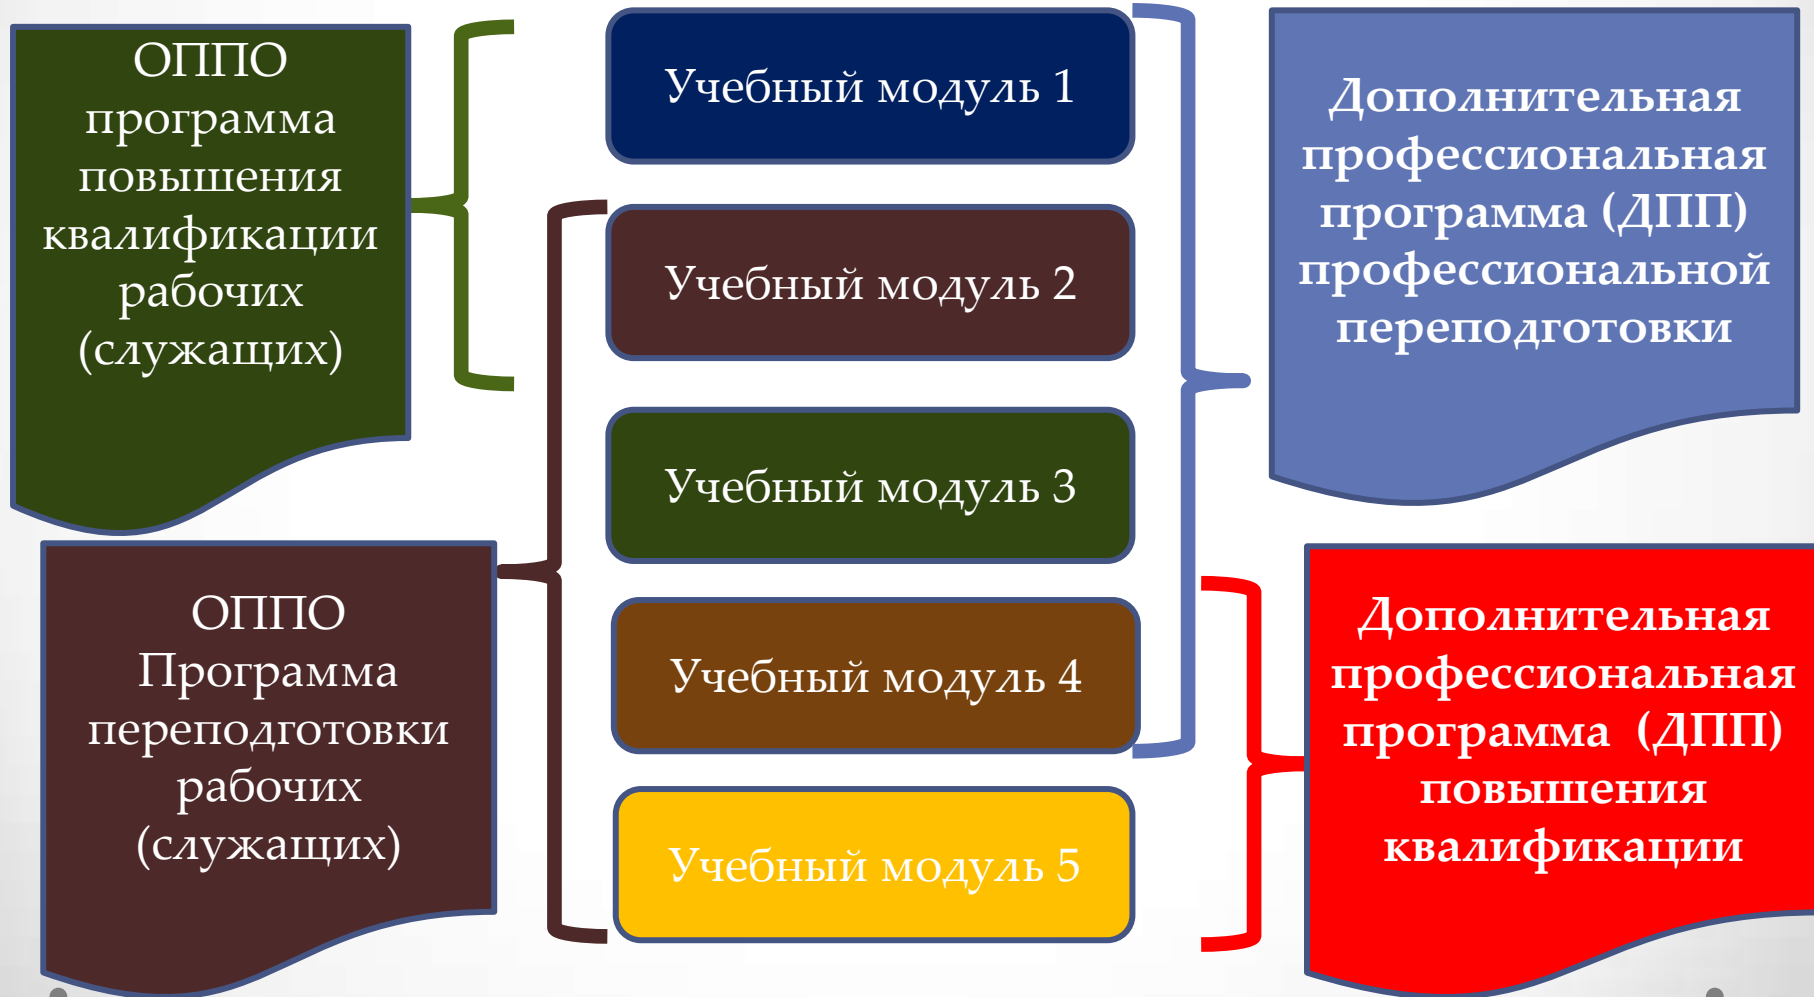 ОППО
программа
повышения
квалификации
рабочих
(служащих)
ОППО
Программа
переподготовки
рабочих
(служащих)
Учебный модуль 1
Учебный модуль 2
Учебный модуль 3
Учебный модуль 4
Учебный модуль 5
Дополнительная
профессиональная
программа (ДПП)
профессиональной
переподготовки
Дополнительная
профессиональная
программа (ДПП)
повышения
квалификации